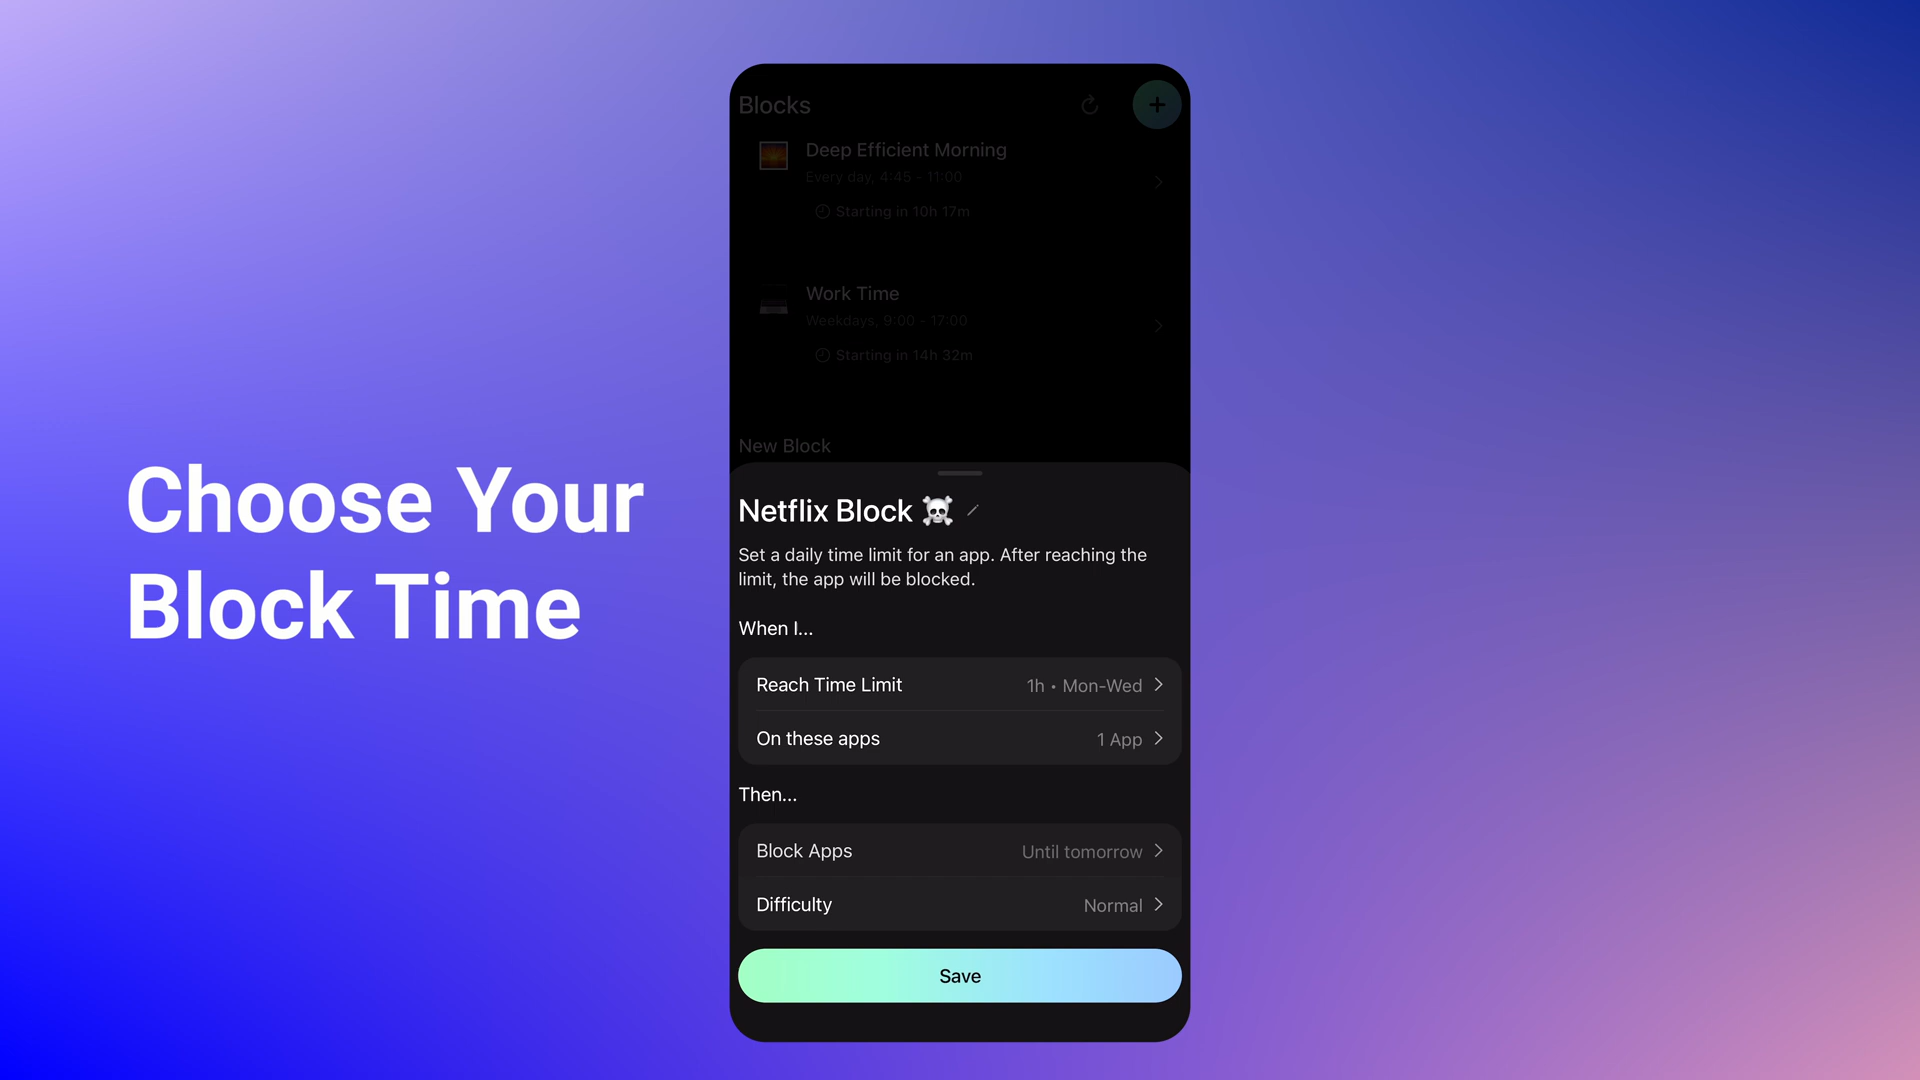 Choose Your
Block Time
Blocks
Deep Efficient Morning
Every day, 4:45 - 11:00
Starting in 10h 17m
Work Time
Weekdays, 9:00 - 17:00
Starting in 14h 32m
New Block
Netflix Block ☠️
Set a daily time limit for an app. After reaching the
limit, the app will be blocked.
When I...
Reach Time Limit 1h • Mon-Wed
On these apps 1 App
Then...
Block Apps Until tomorrow
Difficulty Normal
Save